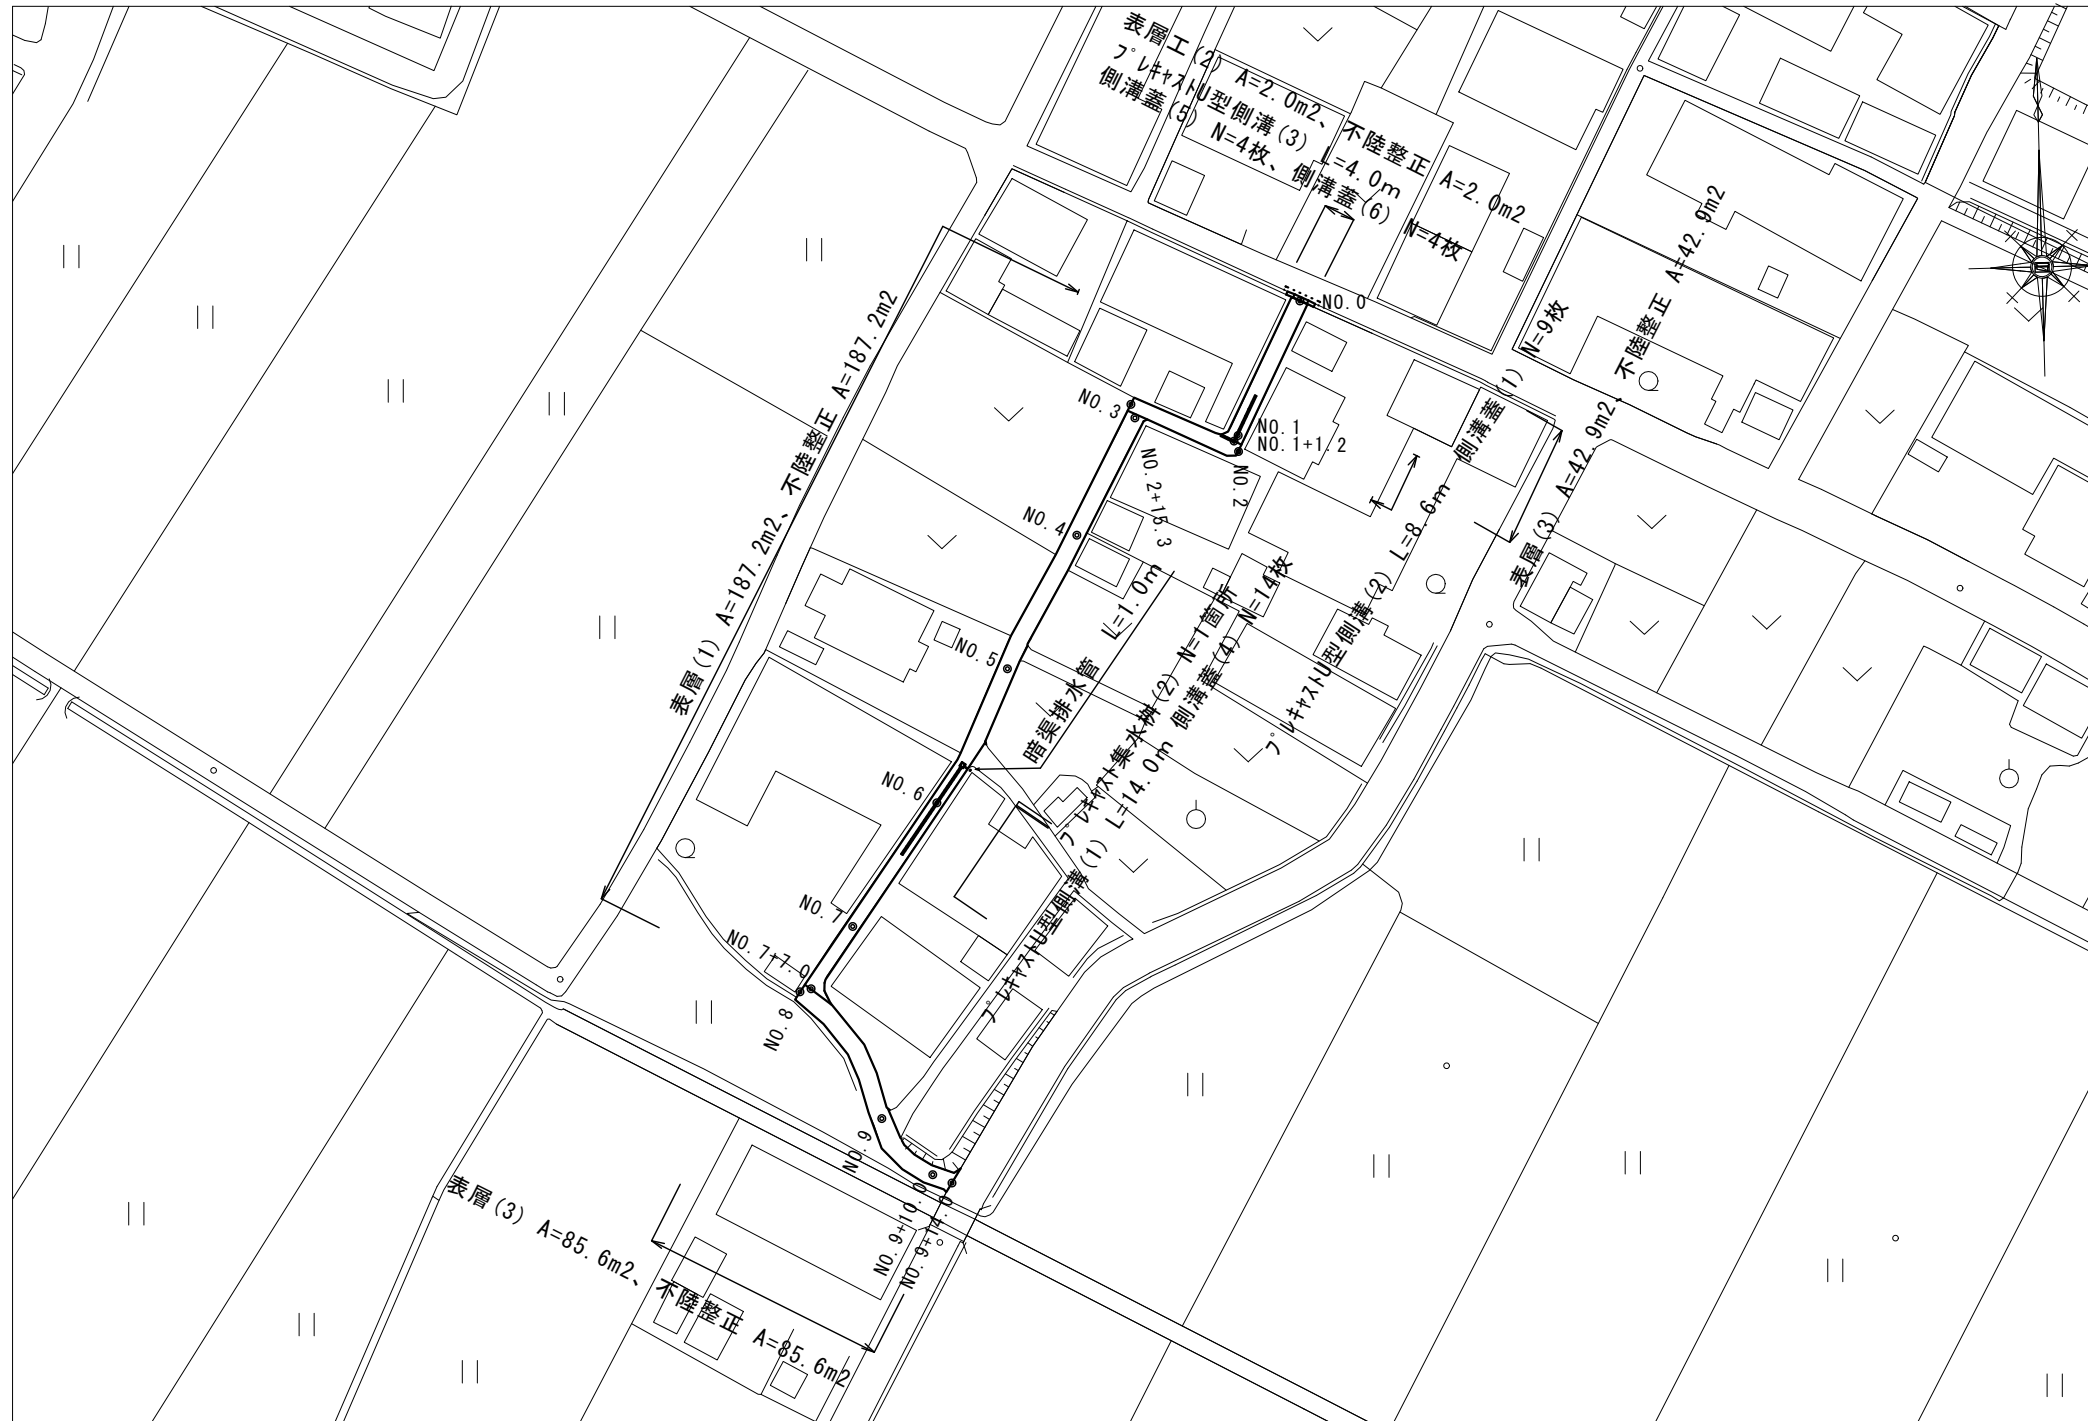 表層工(2) A=2.0m2、不陸整正 A=2.0m2
プレキャストU型側溝(3) L=4.0m
側溝蓋(5) N=4枚、側溝蓋(6) N=4枚
NO.0
表層(1) A=187.2m2、不陸整正 A=187.2m2
NO.3
NO.1
NO.1+1.2
NO.2
NO.2+15.3
側溝蓋(1) N=9枚
プレキャストU型側溝(2) L=8.6m
表層(3) A=42.9m2、不陸整正 A=42.9m2
NO.4
NO.5
暗渠排水管 L=1.0m
プレキャスト集水桝(2) N=1箇所
プレキャストU型側溝(1) L=14.0m 側溝蓋(4) N=14枚
NO.6
NO.7
NO.7+7.0
NO.8
NO.9
NO.9+10.0
NO.9+14.0
表層(3) A=85.6m2、不陸整正 A=85.6m2